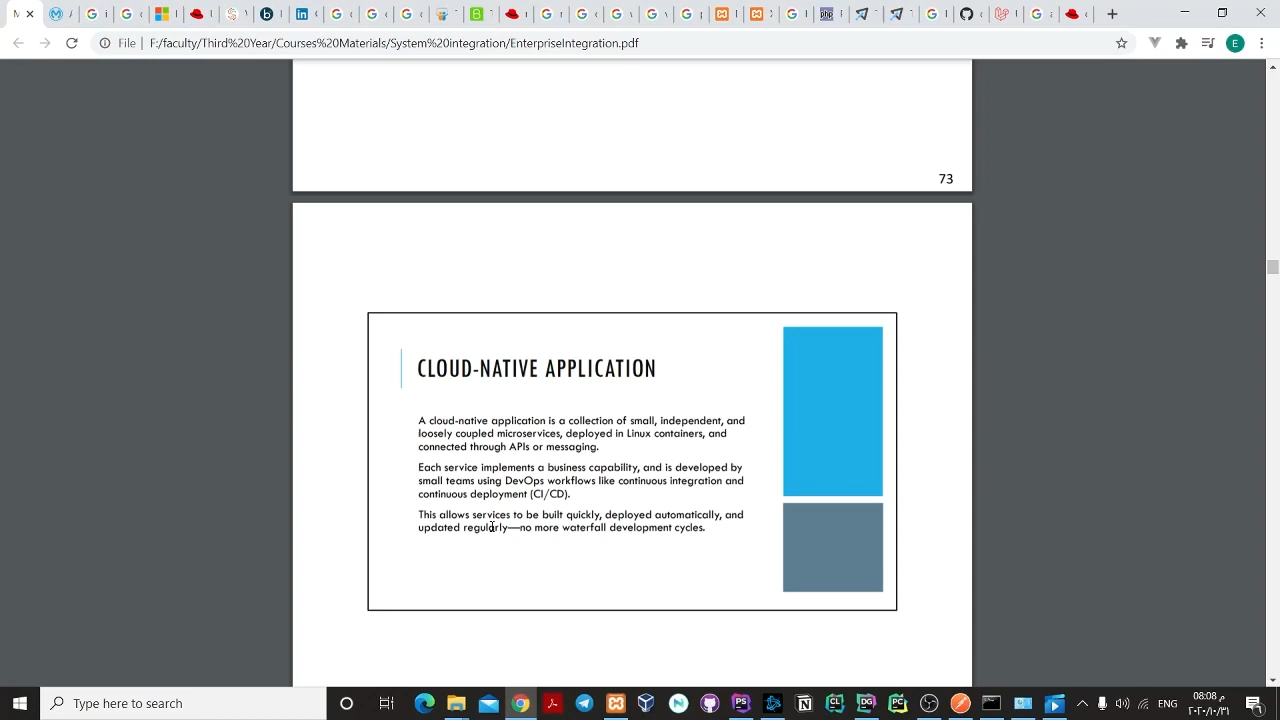 File | F:/faculty/Third%20Year/Courses%20Materials/System%20integration/EnterpriseIntegration.pdf
E
73
CLOUD-NATIVE APPLICATION
A cloud-native application is a collection of small, independent, and
loosely coupled microservices, deployed in Linux containers, and
connected through APIs or messaging.
Each service implements a business capability, and is developed by
small teams using DevOps workflows like continuous integration and
continuous deployment (CI/CD).
This allows services to be built quickly, deployed automatically, and
updated regularly—no more waterfall development cycles.
Type here to search
ENG
08:08